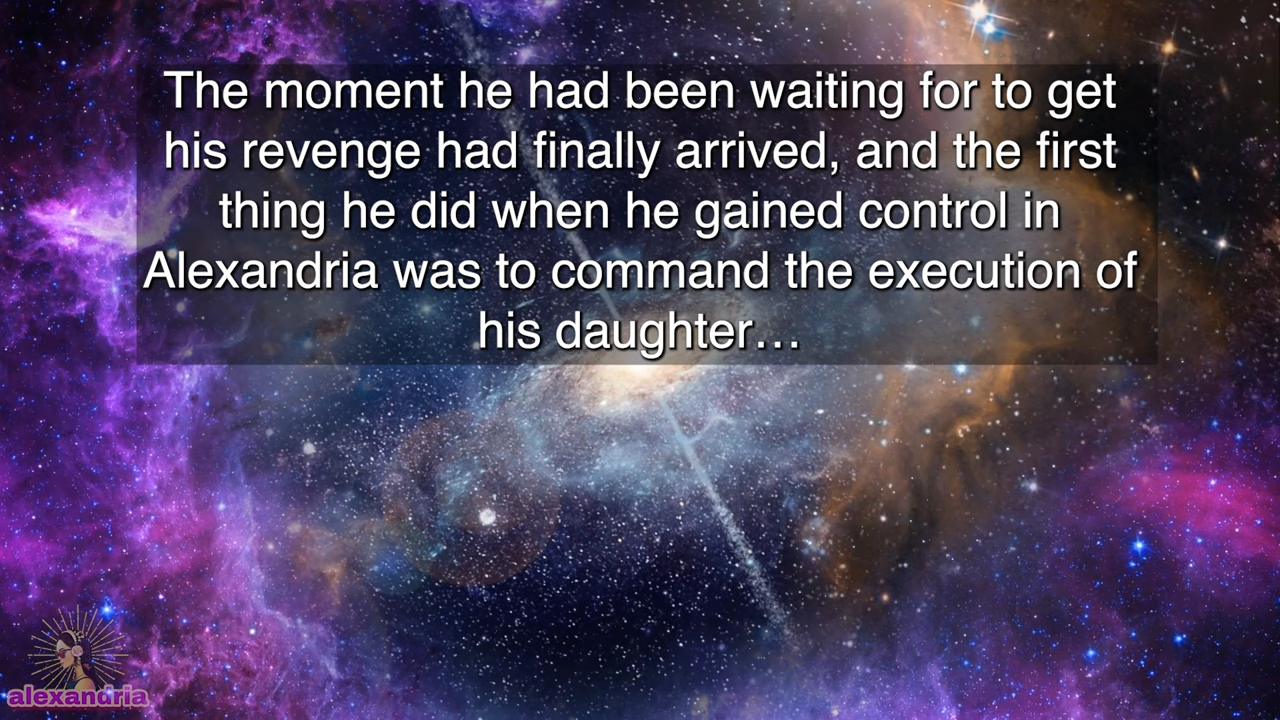 The moment he had been waiting for to get
his revenge had finally arrived, and the first
thing he did when he gained control in
Alexandria was to command the execution of
his daughter…
alexandria